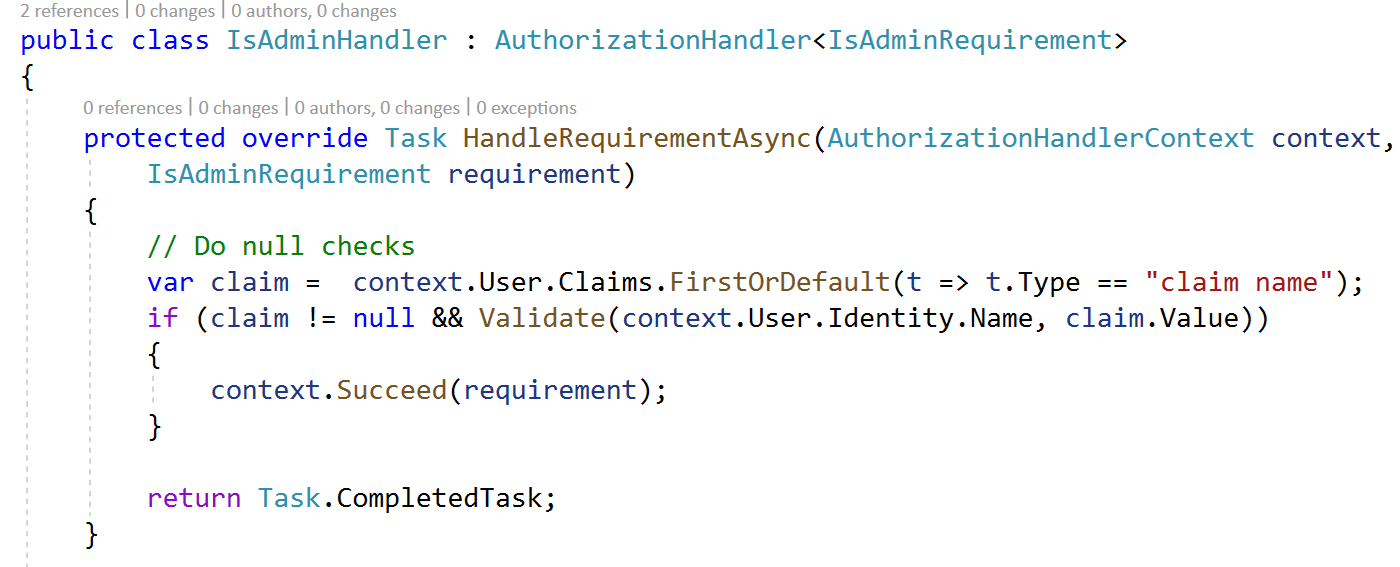 2 references | 0 changes | 0 authors, 0 changes
public class IsAdminHandler : AuthorizationHandler<IsAdminRequirement>
{
0 references | 0 changes | 0 authors, 0 changes | 0 exceptions
protected override Task HandleRequirementAsync(AuthorizationHandlerContext context,
IsAdminRequirement requirement)
{
// Do null checks
var claim =  context.User.Claims.FirstOrDefault(t => t.Type == "claim name");
if (claim != null && Validate(context.User.Identity.Name, claim.Value))
{
context.Succeed(requirement);
}
return Task.CompletedTask;
}